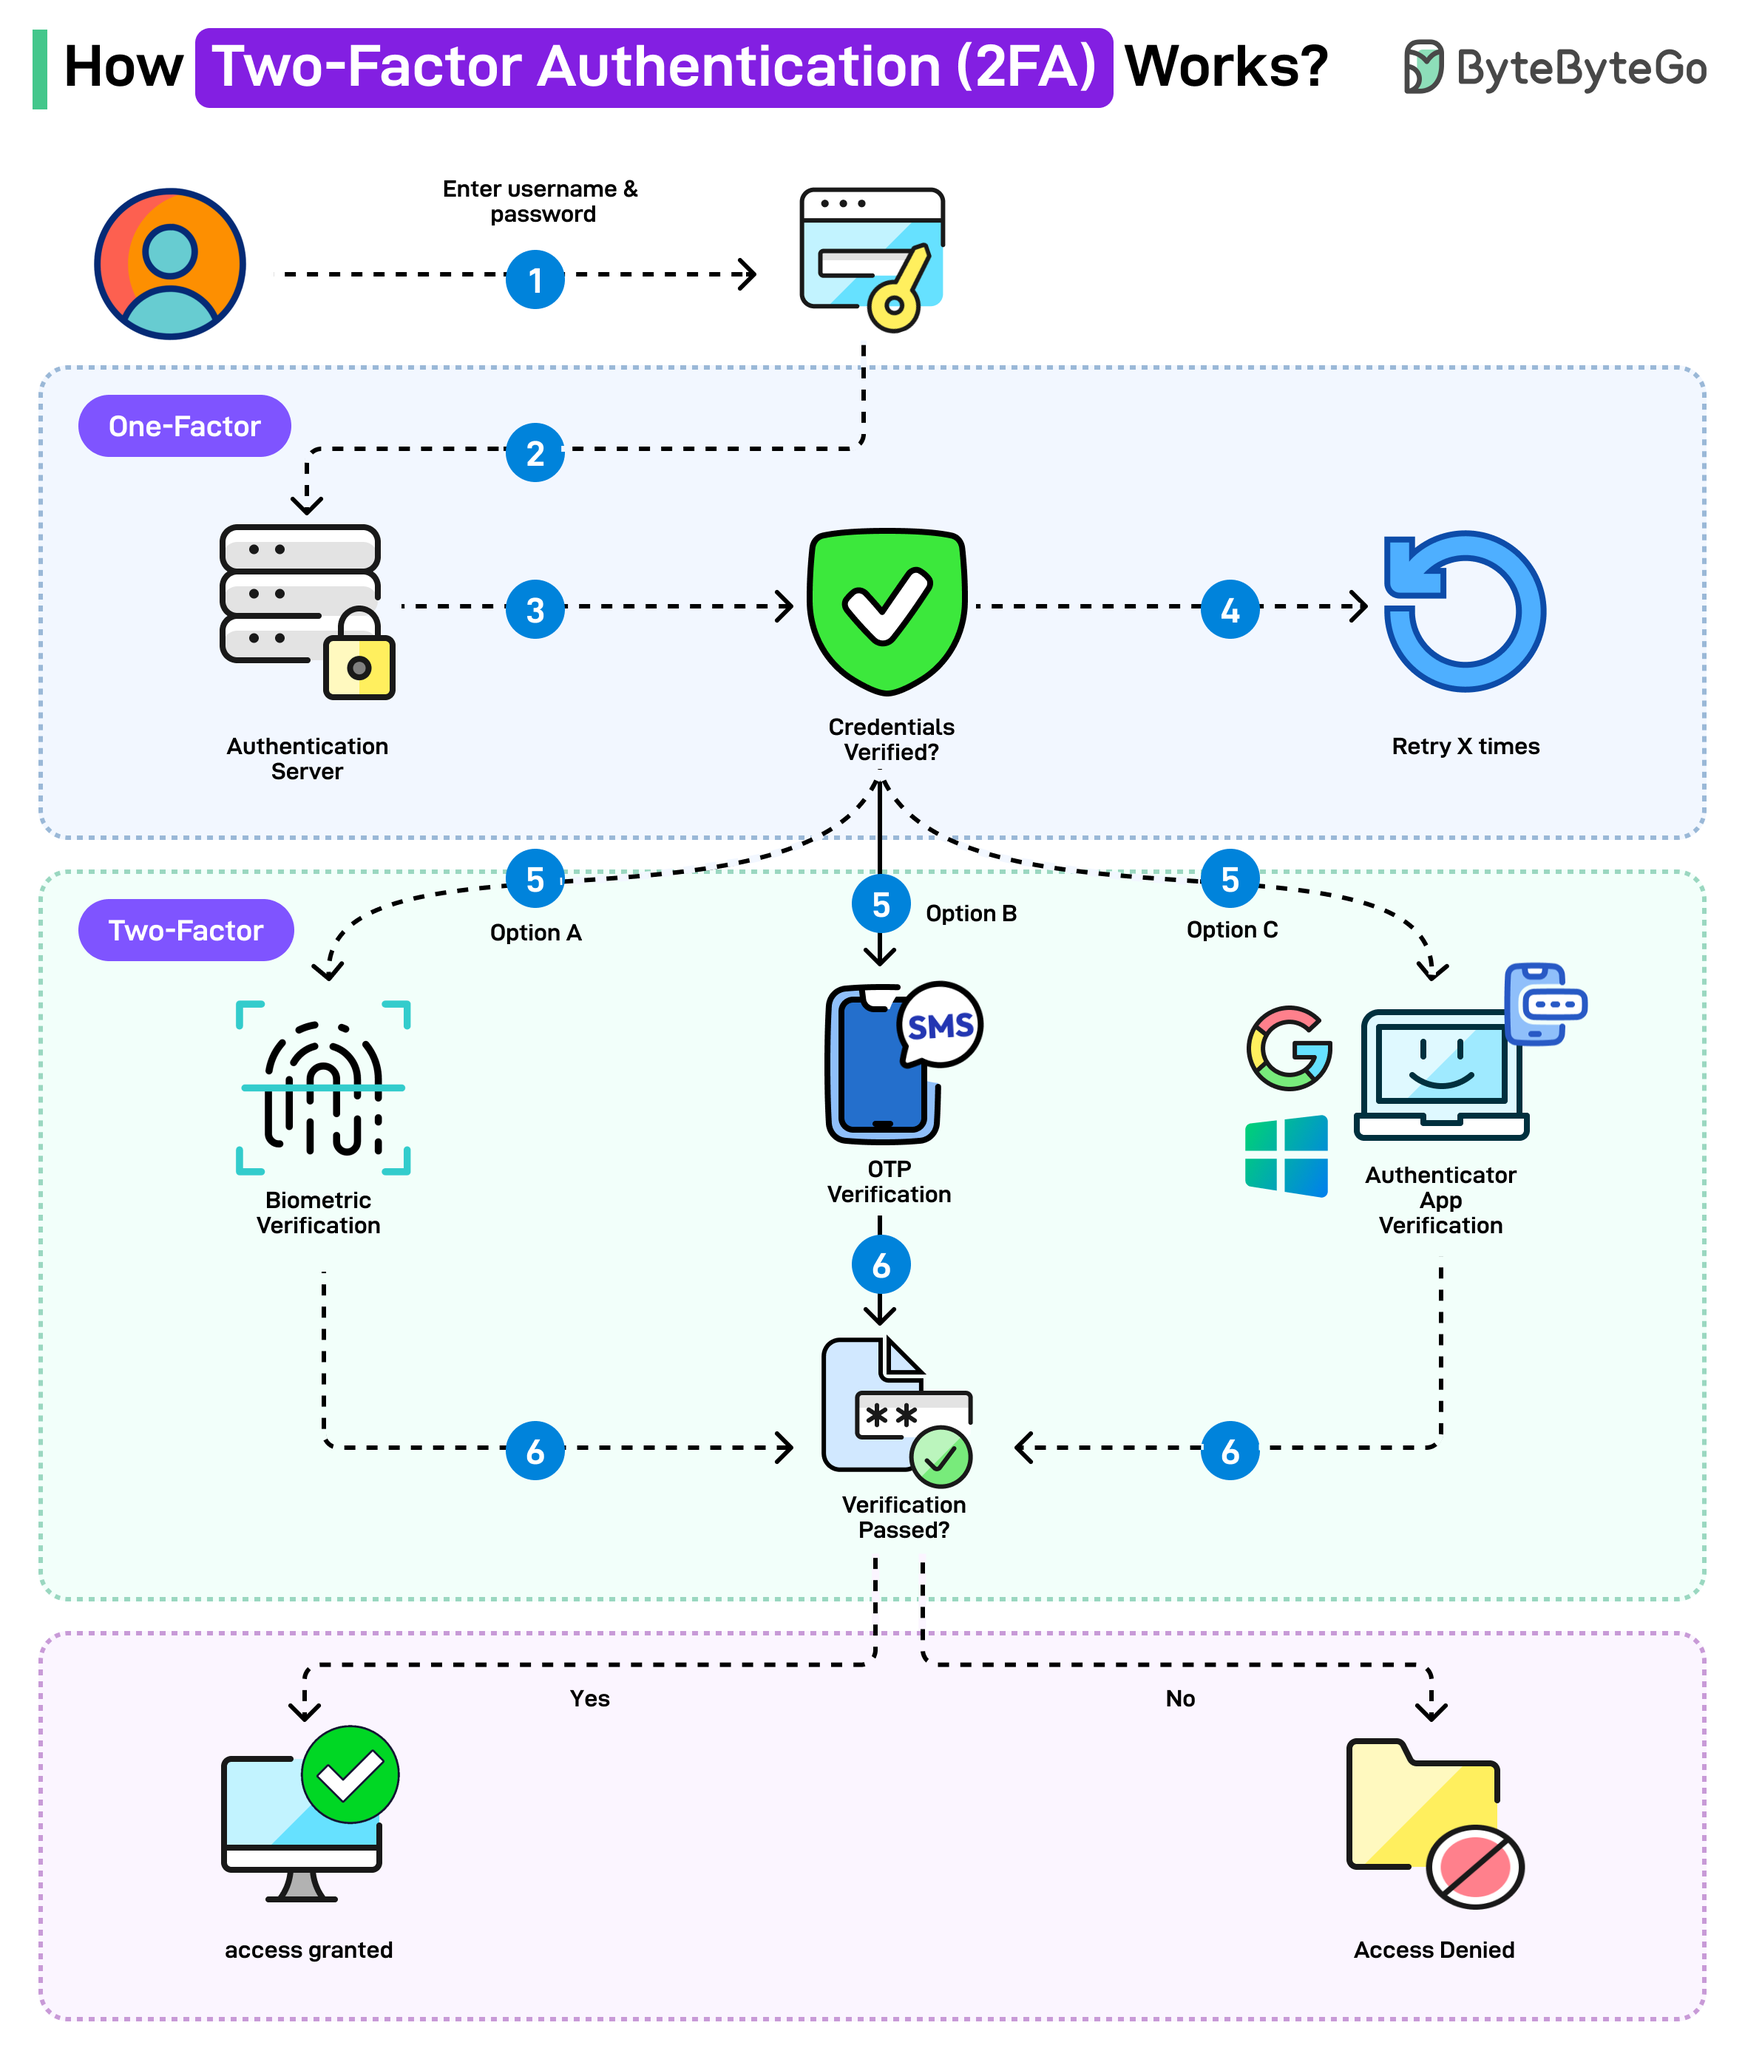 How Two-Factor Authentication (2FA) Works?
ByteByteGo
Enter username &
password
1
One-Factor
2
3
4
Authentication
Server
Credentials
Verified?
Retry X times
5
5
5
Option A
Option B
Option C
Two-Factor
SMS
Biometric
Verification
OTP
Verification
Authenticator
App
Verification
6
6
6
**
Verification
Passed?
Yes
No
access granted
Access Denied